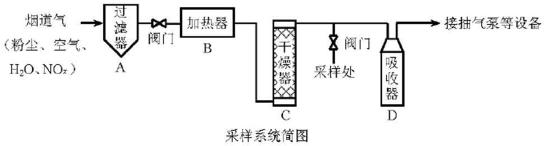 烟道气
（粉尘、空气、
H₂O、NOₓ）
过滤器
A
阀门
加热器
B
干燥器
C
阀门
采样处
吸收器
D
接抽气泵等设备
采样系统简图